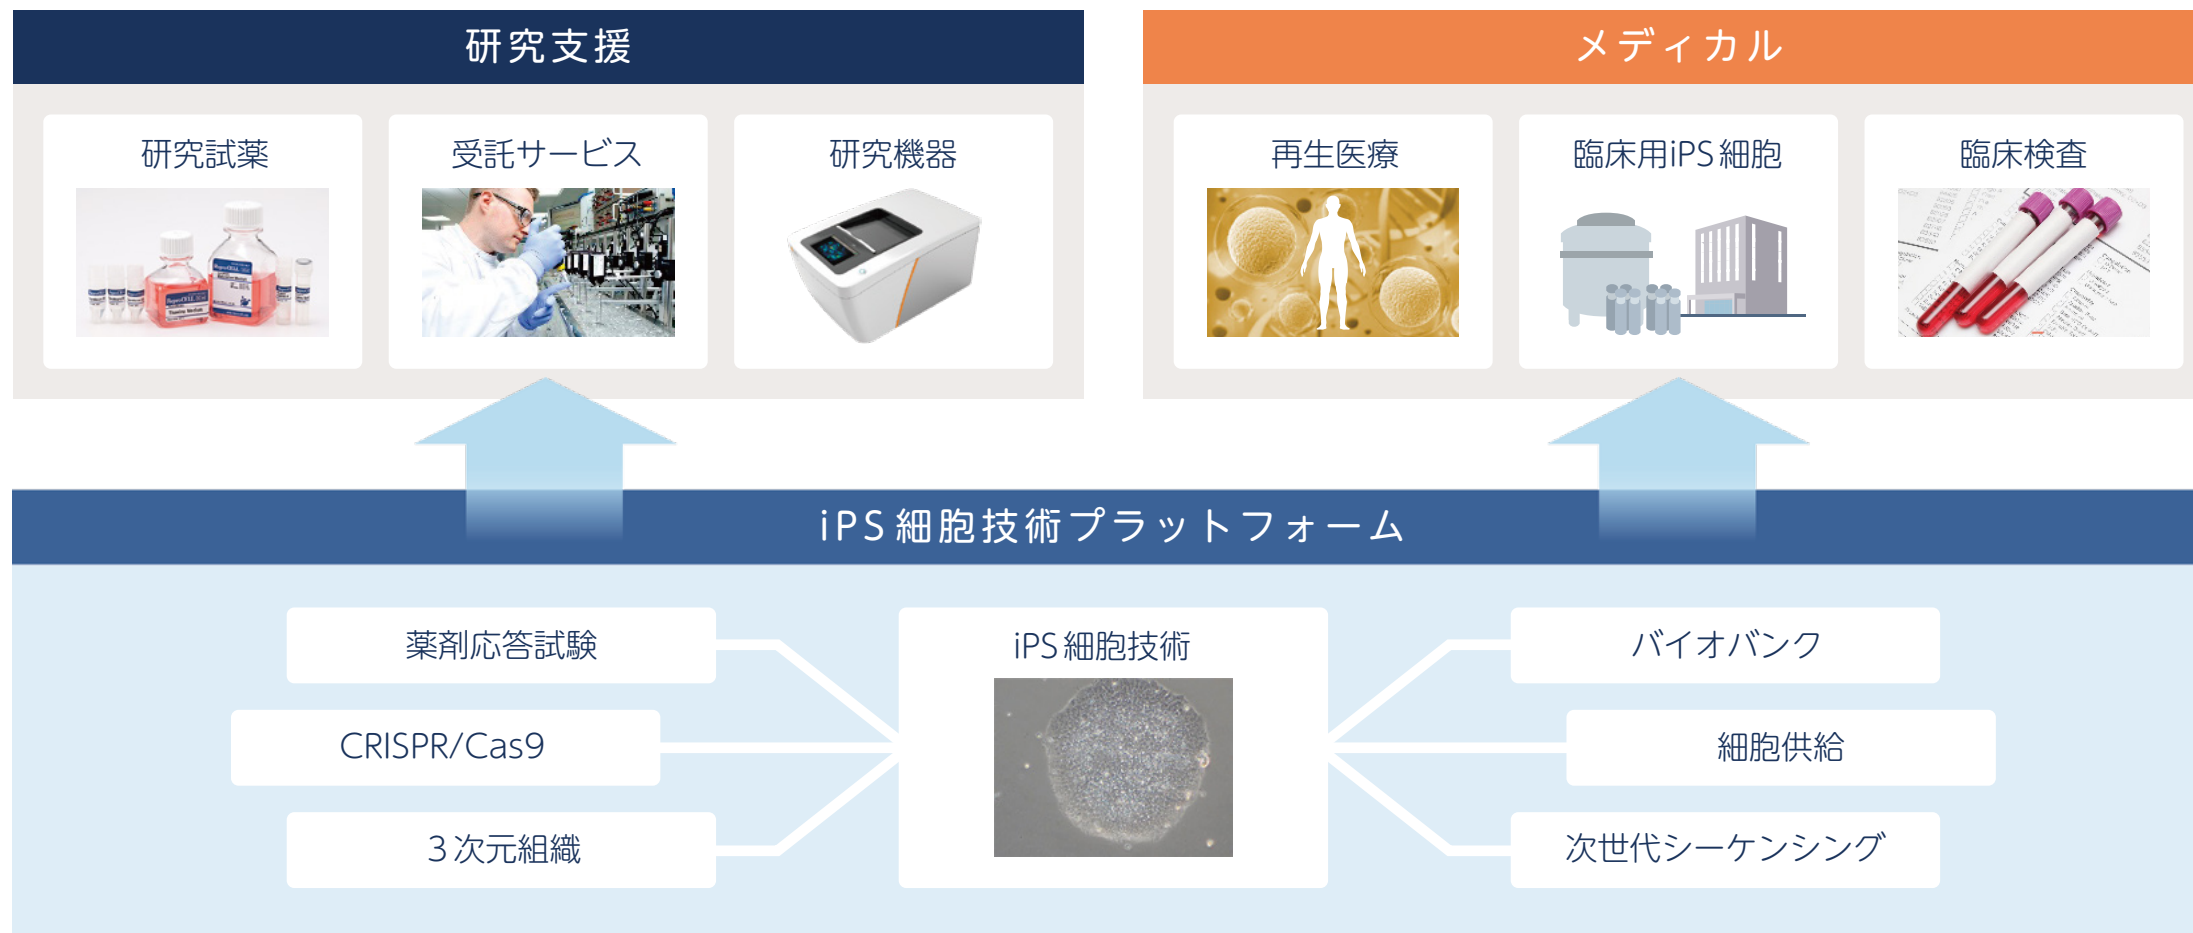 研究支援
メディカル
研究試薬
受託サービス
研究機器
再生医療
臨床用iPS細胞
臨床検査
ReproCELL
iPS細胞技術プラットフォーム
薬剤応答試験
CRISPR/Cas9
3次元組織
iPS細胞技術
バイオバンク
細胞供給
次世代シーケンシング